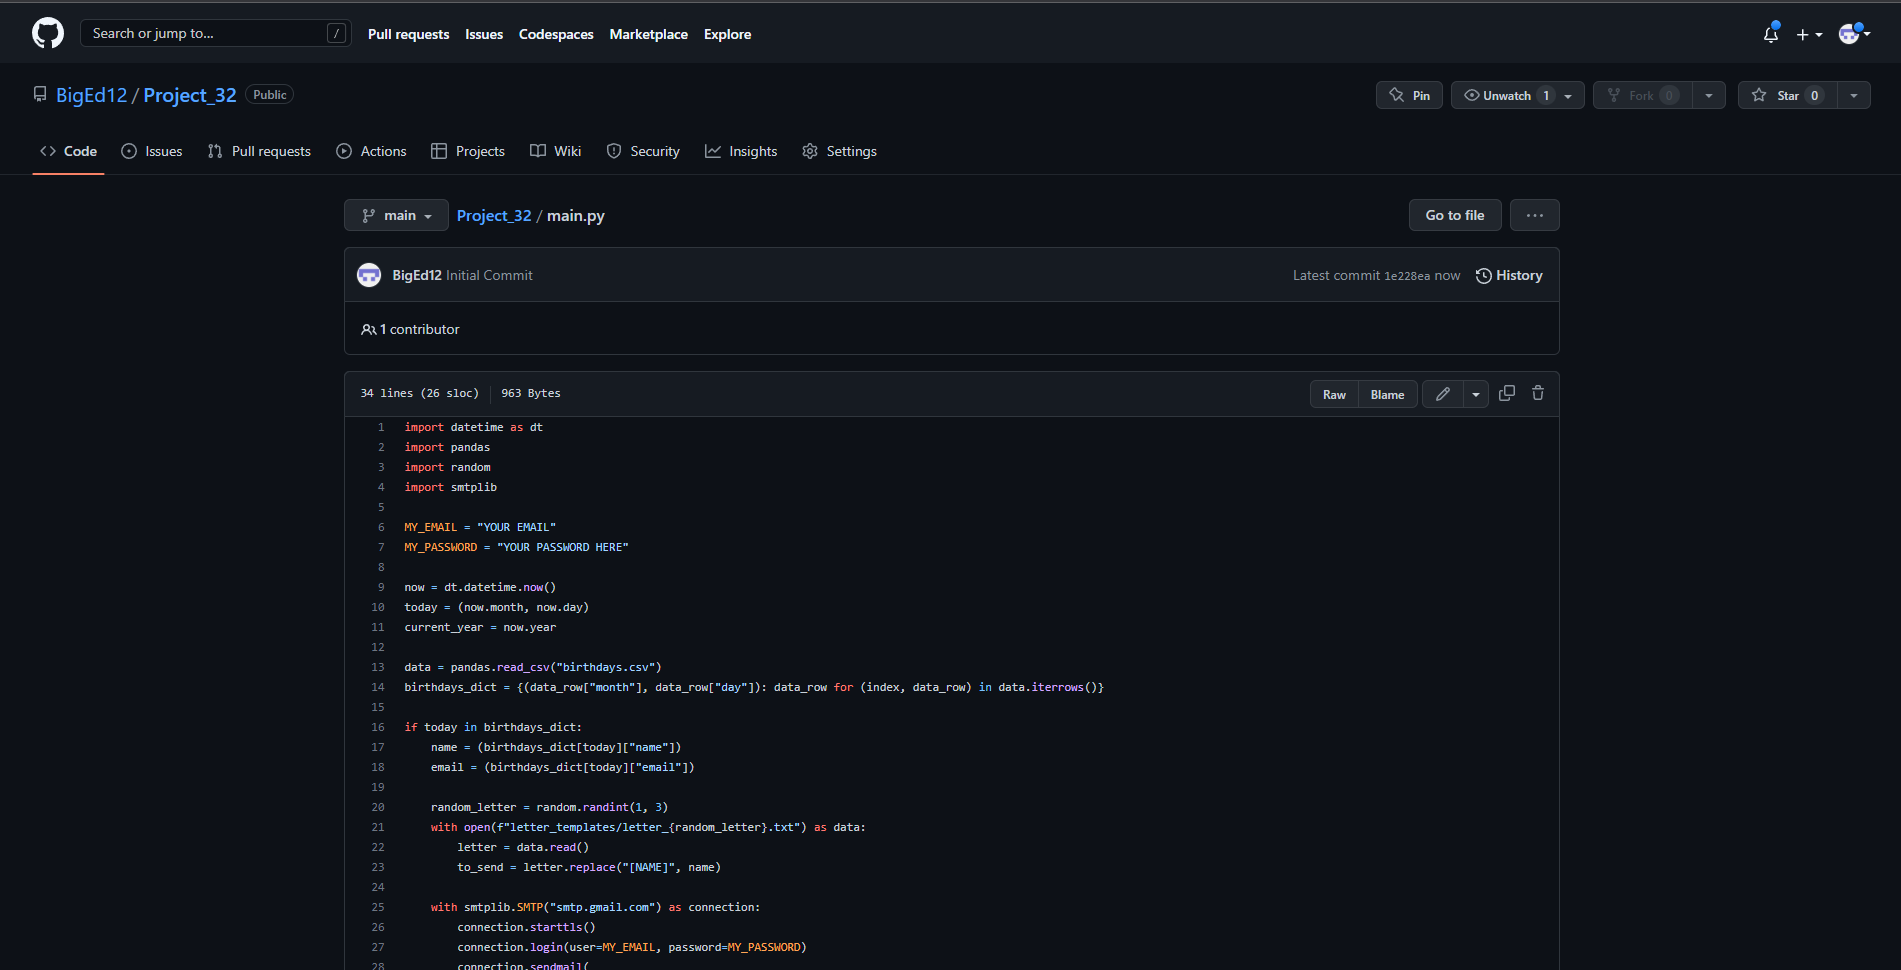 Search or jump to... /
Pull requests Issues Codespaces Marketplace Explore
BigEd12 / Project_32 Public
Pin Unwatch 1 Fork 0 Star 0
Code Issues Pull requests Actions Projects Wiki Security Insights Settings
main Project_32 / main.py
Go to file ...
BigEd12 Initial Commit
Latest commit 1e228ea now History
1 contributor
34 lines (26 sloc) 963 Bytes
Raw Blame
1 import datetime as dt
2 import pandas
3 import random
4 import smtplib
5
6 MY_EMAIL = "YOUR EMAIL"
7 MY_PASSWORD = "YOUR PASSWORD HERE"
8
9 now = dt.datetime.now()
10 today = (now.month, now.day)
11 current_year = now.year
12
13 data = pandas.read_csv("birthdays.csv")
14 birthdays_dict = {(data_row["month"], data_row["day"]): data_row for (index, data_row) in data.iterrows()}
15
16 if today in birthdays_dict:
17     name = (birthdays_dict[today]["name"])
18     email = (birthdays_dict[today]["email"])
19
20     random_letter = random.randint(1, 3)
21     with open(f"letter_templates/letter_{random_letter}.txt") as data:
22         letter = data.read()
23         to_send = letter.replace("[NAME]", name)
24
25     with smtplib.SMTP("smtp.gmail.com") as connection:
26         connection.starttls()
27         connection.login(user=MY_EMAIL, password=MY_PASSWORD)
28         connection.sendmail(